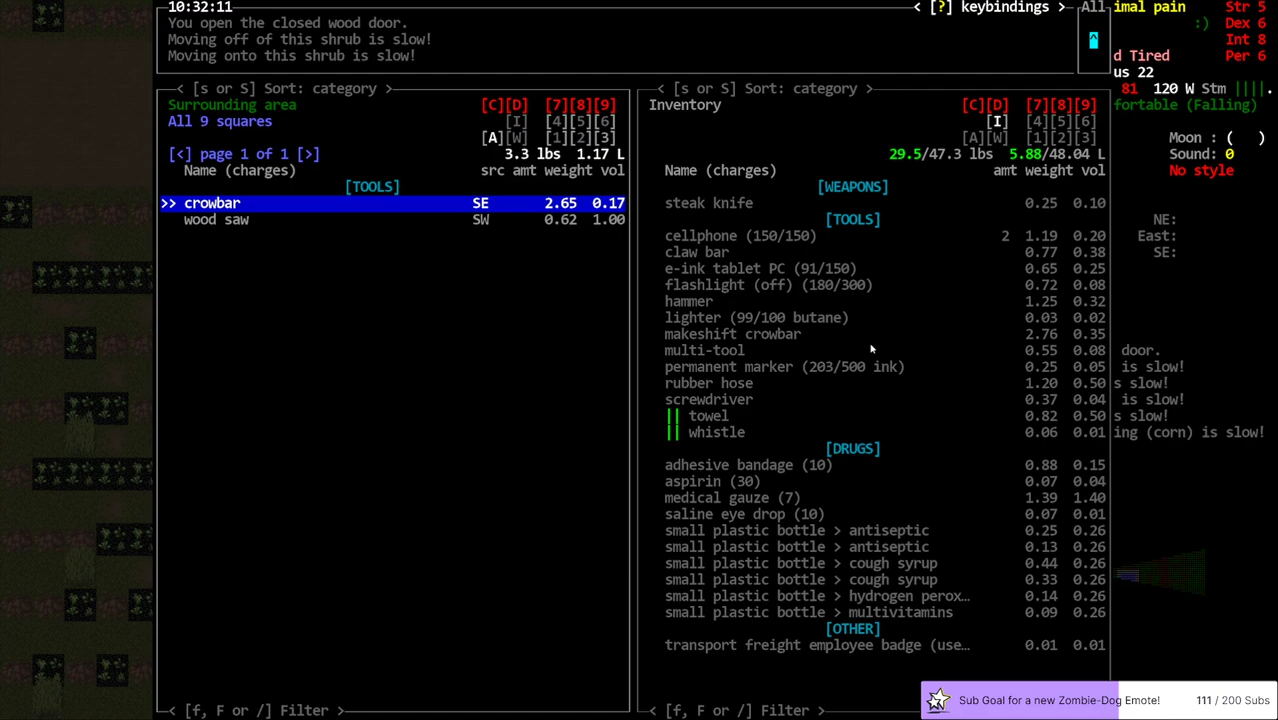 10:32:11
< [?] keybindings >
All
imal pain
Str 5
You open the closed wood door.
:)
Dex 6
Moving off of this shrub is slow!
^
Int 8
Moving onto this shrub is slow!
d Tired
Per 6
us 22
< [s or S] Sort: category >
< [s or S] Sort: category >
81 120 W Stm ||||.
Surrounding area
[C][D] [7][8][9]
Inventory
[C][D] [7][8][9]
fortable (Falling)
All 9 squares
[I] [4][5][6]
[I] [4][5][6]
[A][W] [1][2][3]
[A][W] [1][2][3]
Moon : ( )
[<] page 1 of 1 [>]
3.3 lbs 1.17 L
29.5/47.3 lbs 5.88/48.04 L
Sound: 0
Name (charges)
src amt weight vol
Name (charges)
amt weight vol
No style
[TOOLS]
[WEAPONS]
>> crowbar SE 2.65 0.17
steak knife 0.25 0.10
wood saw SW 0.62 1.00
[TOOLS]
NE:
cellphone (150/150) 2 1.19 0.20
East:
claw bar 0.77 0.38
SE:
e-ink tablet PC (91/150) 0.65 0.25
flashlight (off) (180/300) 0.72 0.08
hammer 1.25 0.32
lighter (99/100 butane) 0.03 0.02
makeshift crowbar 2.76 0.35
multi-tool 0.55 0.08
door.
permanent marker (203/500 ink) 0.25 0.05
is slow!
rubber hose 1.20 0.50
s slow!
screwdriver 0.37 0.04
is slow!
|| towel 0.82 0.50
s slow!
|| whistle 0.06 0.01
ing (corn) is slow!
[DRUGS]
adhesive bandage (10) 0.88 0.15
aspirin (30) 0.07 0.04
medical gauze (7) 1.39 1.40
saline eye drop (10) 0.07 0.01
small plastic bottle > antiseptic 0.25 0.26
small plastic bottle > antiseptic 0.13 0.26
small plastic bottle > cough syrup 0.44 0.26
small plastic bottle > cough syrup 0.33 0.26
small plastic bottle > hydrogen perox… 0.14 0.26
small plastic bottle > multivitamins 0.09 0.26
[OTHER]
transport freight employee badge (use… 0.01 0.01
< [f, F or /] Filter >
< [f, F or /] Filter >
Sub Goal for a new Zombie-Dog Emote! 111 / 200 Subs